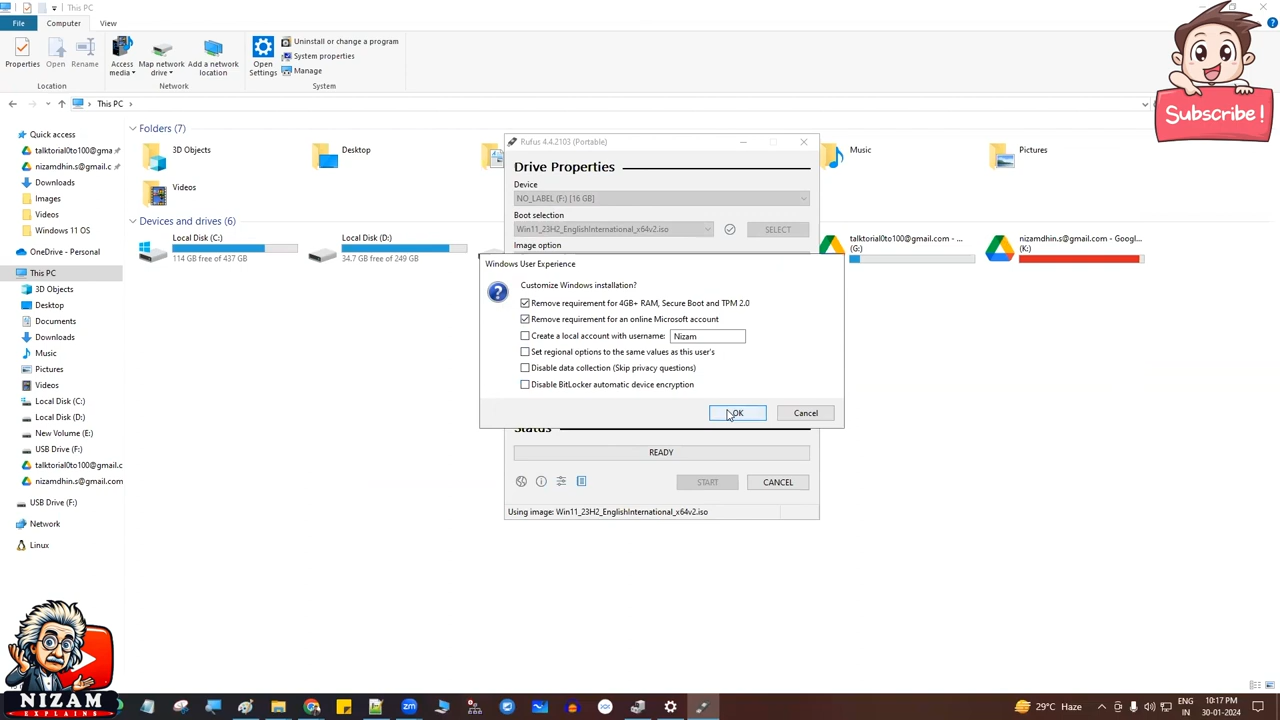 This PC
File
Computer
View
Properties
Open
Rename
Access media
Map network drive
Add a network location
Open Settings
Uninstall or change a program
System properties
Manage
Location
Network
System
This PC
Subscribe !
Quick access
talktorial0to100@gma
nizamdhin.s@gmail.c
Downloads
Images
Videos
Windows 11 OS
OneDrive - Personal
This PC
3D Objects
Desktop
Documents
Downloads
Music
Pictures
Videos
Local Disk (C:)
Local Disk (D:)
New Volume (E:)
USB Drive (F:)
talktorial0to100@gmail.c
nizamdhin.s@gmail.com
USB Drive (F:)
Network
Linux
Folders (7)
3D Objects
Desktop
Music
Pictures
Videos
Devices and drives (6)
Local Disk (C:)
114 GB free of 437 GB
Local Disk (D:)
34.7 GB free of 249 GB
talktorial0to100@gmail.com - ...
(G:)
nizamdhin.s@gmail.com - Googl...
(K:)
Rufus 4.4.2103 (Portable)
Drive Properties
Device
NO_LABEL (F:) [16 GB]
Boot selection
Win11_23H2_EnglishInternational_x64v2.iso
SELECT
Image option
Windows User Experience
Customize Windows installation?
Remove requirement for 4GB+ RAM, Secure Boot and TPM 2.0
Remove requirement for an online Microsoft account
Create a local account with username: Nizam
Set regional options to the same values as this user's
Disable data collection (Skip privacy questions)
Disable BitLocker automatic device encryption
OK
Cancel
Status
READY
START
CANCEL
Using image: Win11_23H2_EnglishInternational_x64v2.iso
NIZAM
EXPLAINS
29°C Haze
ENG
IN
10:17 PM
30-01-2024